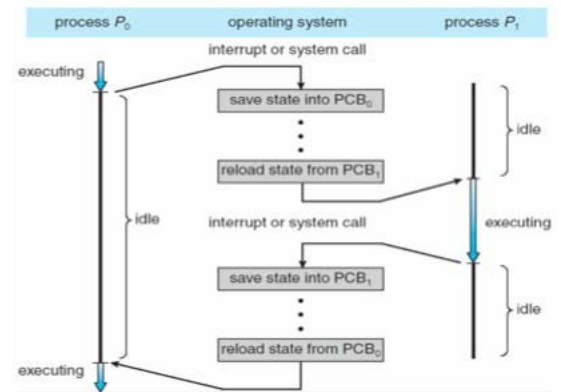 process P0 operating system process P1
interrupt or system call
executing
save state into PCB0
idle
reload state from PCB1
idle
interrupt or system call
executing
save state into PCB1
idle
reload state from PCB0
executing